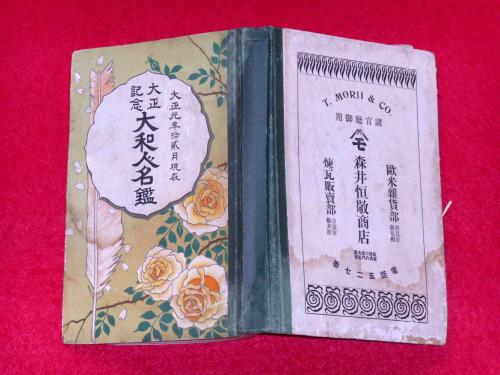 大正元年拾貳月現在
大正
記念
大和人名鑑
T. MORII & CO.
諸官廳御用
モ
森井恒敬商店
歐米雜貨部
煉瓦販賣部
電話五二七番